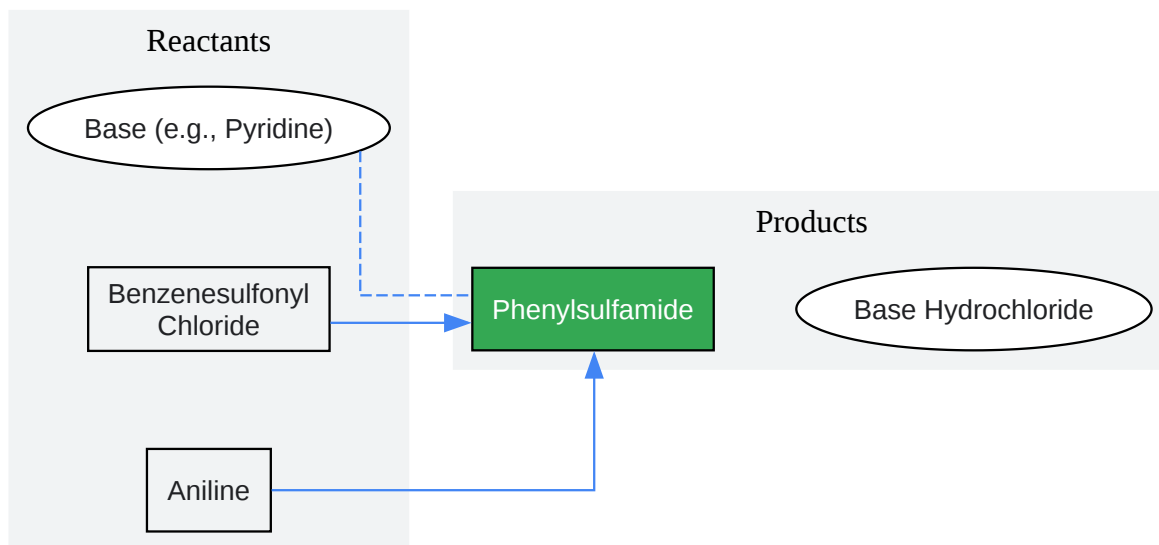 Reactants
Base (e.g., Pyridine)
Products
Benzenesulfonyl
Chloride
Phenylsulfamide
Base Hydrochloride
Aniline